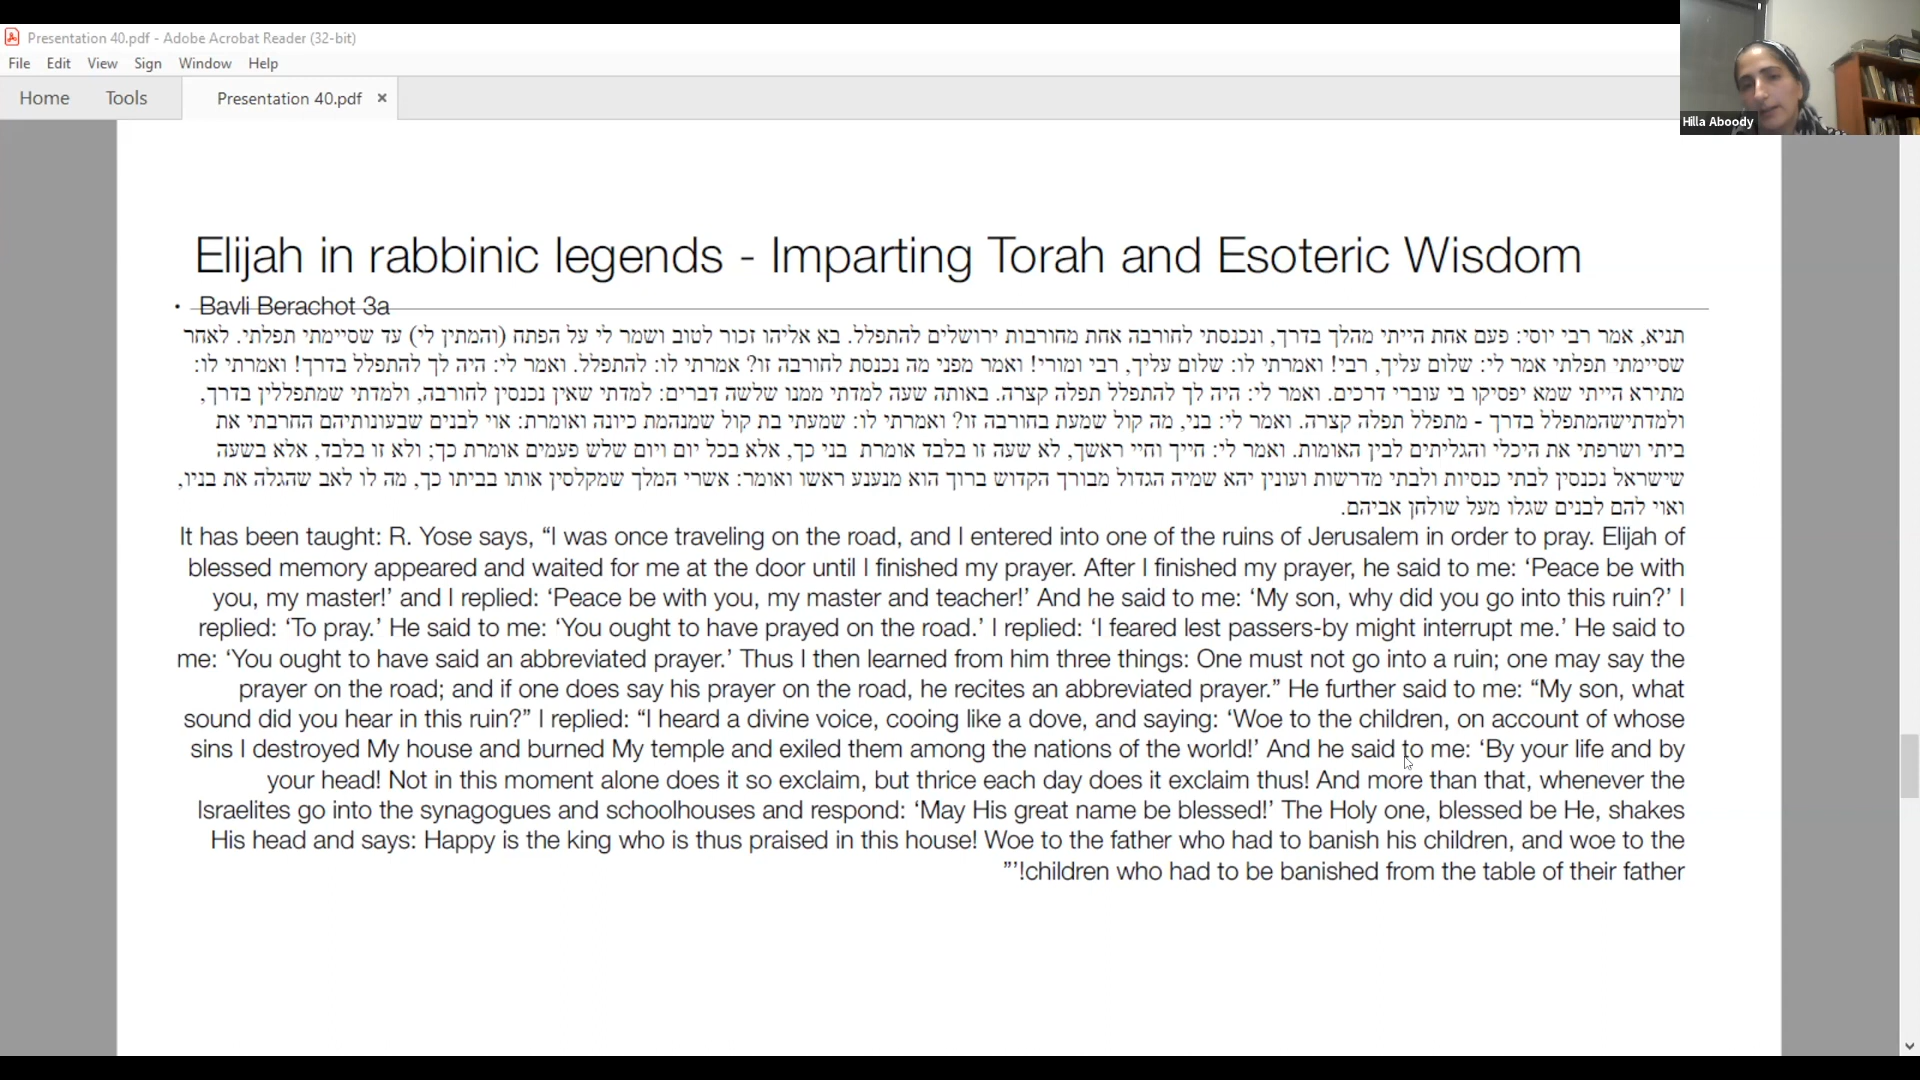 Presentation 40.pdf - Adobe Acrobat Reader (32-bit)
File Edit View Sign Window Help
Home Tools Presentation 40.pdf ×
Hilla Aboody
Elijah in rabbinic legends - Imparting Torah and Esoteric Wisdom
• Bavli Berachot 3a
תניא, אמר רבי יוסי: פעם אחת הייתי מהלך בדרך, ונכנסתי לחורבה אחת מחורבות ירושלים להתפלל. בא אליהו זכור לטוב ושמר לי על הפתח (והמתין לי) עד שסיימתי תפלתי. לאחר
שסיימתי תפלתי אמר לי: שלום עליך, רבי! ואמרתי לו: שלום עליך, רבי ומורי! ואמר מפני מה נכנסת לחורבה זו? אמרתי לו: להתפלל. ואמר לי: היה לך להתפלל בדרך! ואמרתי לו:
מתירא הייתי שמא יפסיקו בי עוברי דרכים. ואמר לי: היה לך להתפלל תפלה קצרה. באותה שעה למדתי ממנו שלשה דברים: למדתי שאין נכנסין לחורבה, ולמדתי שמתפללין בדרך,
ולמדתישהמתפלל בדרך - מתפלל תפלה קצרה. ואמר לי: בני, מה קול שמעת בחורבה זו? ואמרתי לו: שמעתי בת קול שמנהמת כיונה ואומרת: אוי לבנים שבעונותיהם החרבתי את
ביתי ושרפתי את היכלי והגליתים לבין האומות. ואמר לי: חייך וחיי ראשך, לא שעה זו בלבד אומרת בני כך, אלא בכל יום ויום שלש פעמים אומרת כך; ולא זו בלבד, אלא בשעה
שישראל נכנסין לבתי כנסיות ולבתי מדרשות ועונין יהא שמיה הגדול מבורך הקדוש ברוך הוא מנענע ראשו ואומר: אשרי המלך שמקלסין אותו בביתו כך, מה לו לאב שהגלה את בניו,
ואוי להם לבנים שגלו מעל שולחן אביהם.
It has been taught: R. Yose says, “I was once traveling on the road, and I entered into one of the ruins of Jerusalem in order to pray. Elijah of
blessed memory appeared and waited for me at the door until I finished my prayer. After I finished my prayer, he said to me: ‘Peace be with
you, my master!’ and I replied: ‘Peace be with you, my master and teacher!’ And he said to me: ‘My son, why did you go into this ruin?’ I
replied: ‘To pray.’ He said to me: ‘You ought to have prayed on the road.’ I replied: ‘I feared lest passers-by might interrupt me.’ He said to
me: ‘You ought to have said an abbreviated prayer.’ Thus I then learned from him three things: One must not go into a ruin; one may say the
prayer on the road; and if one does say his prayer on the road, he recites an abbreviated prayer.” He further said to me: “My son, what
sound did you hear in this ruin?” I replied: “I heard a divine voice, cooing like a dove, and saying: ‘Woe to the children, on account of whose
sins I destroyed My house and burned My temple and exiled them among the nations of the world!’ And he said to me: ‘By your life and by
your head! Not in this moment alone does it so exclaim, but thrice each day does it exclaim thus! And more than that, whenever the
Israelites go into the synagogues and schoolhouses and respond: ‘May His great name be blessed!’ The Holy one, blessed be He, shakes
His head and says: Happy is the king who is thus praised in this house! Woe to the father who had to banish his children, and woe to the
”’!children who had to be banished from the table of their father